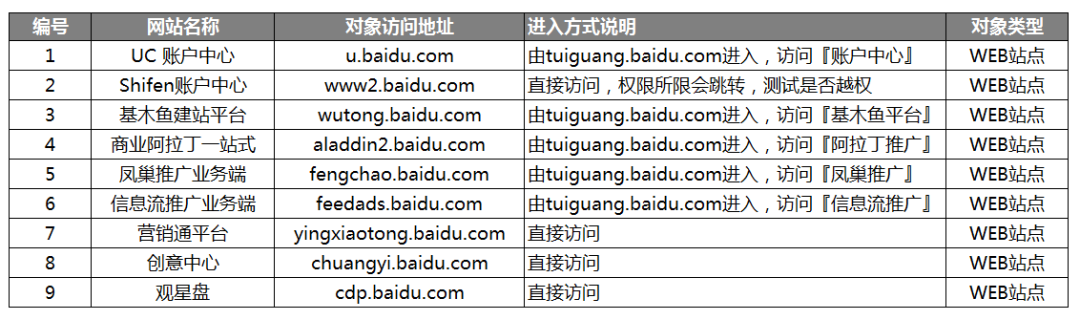 编号 网站名称 对象访问地址 进入方式说明 对象类型
1 UC 账户中心 u.baidu.com 由tuiguang.baidu.com进入，访问『账户中心』 WEB站点
2 Shifen账户中心 www2.baidu.com 直接访问，权限所限会跳转，测试是否越权 WEB站点
3 基木鱼建站平台 wutong.baidu.com 由tuiguang.baidu.com进入，访问『基木鱼平台』 WEB站点
4 商业阿拉丁一站式 aladdin2.baidu.com 由tuiguang.baidu.com进入，访问『阿拉丁推广』 WEB站点
5 凤巢推广业务端 fengchao.baidu.com 由tuiguang.baidu.com进入，访问『凤巢推广』 WEB站点
6 信息流推广业务端 feedads.baidu.com 由tuiguang.baidu.com进入，访问『信息流推广』 WEB站点
7 营销通平台 yingxiaotong.baidu.com 直接访问 WEB站点
8 创意中心 chuangyi.baidu.com 直接访问 WEB站点
9 观星盘 cdp.baidu.com 直接访问 WEB站点